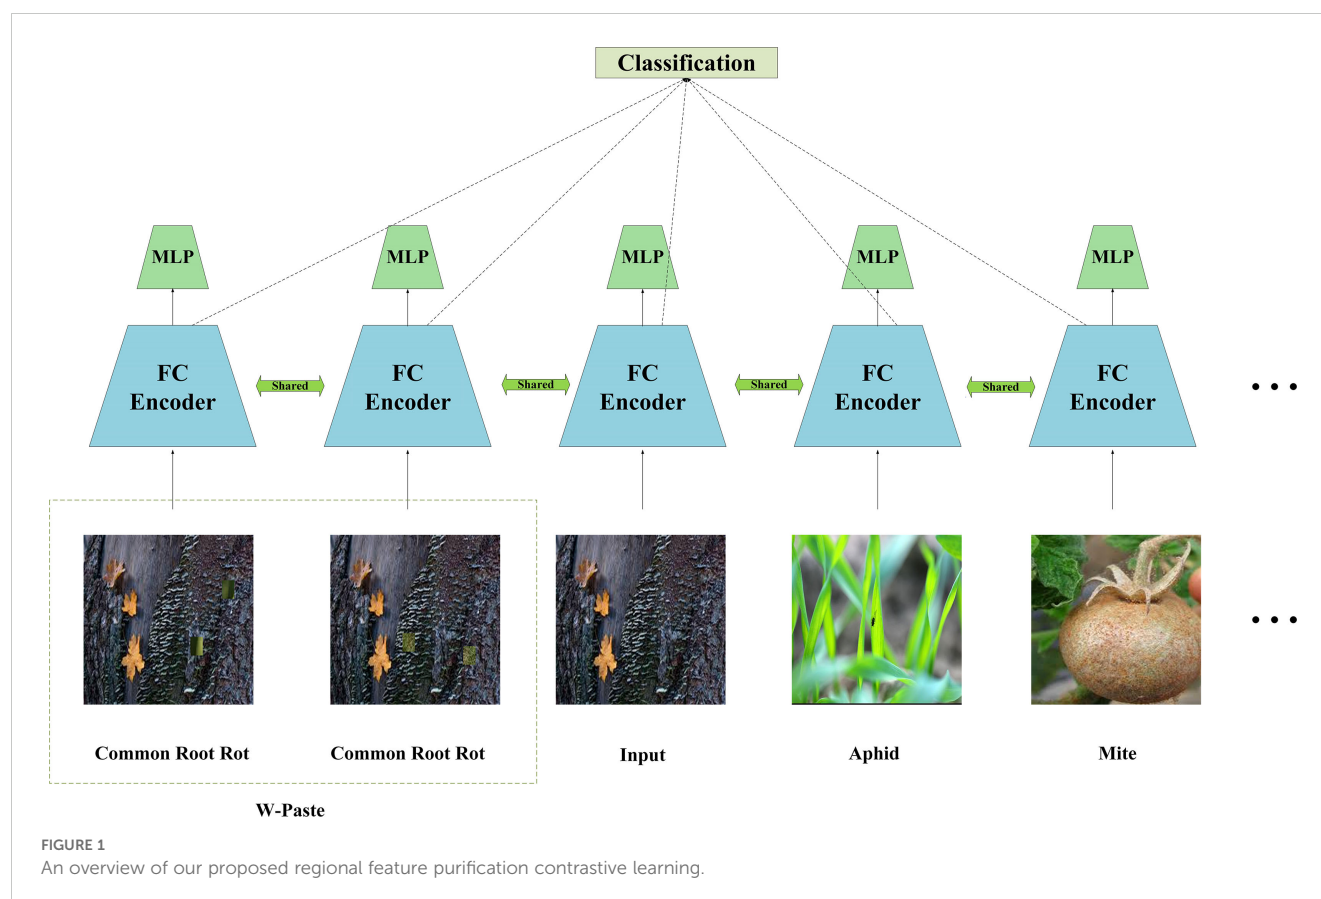 Classification
MLP MLP MLP MLP MLP
FC Encoder FC Encoder FC Encoder FC Encoder FC Encoder
Shared Shared Shared Shared
Common Root Rot Common Root Rot Input Aphid Mite
W-Paste
FIGURE 1
An overview of our proposed regional feature purification contrastive learning.